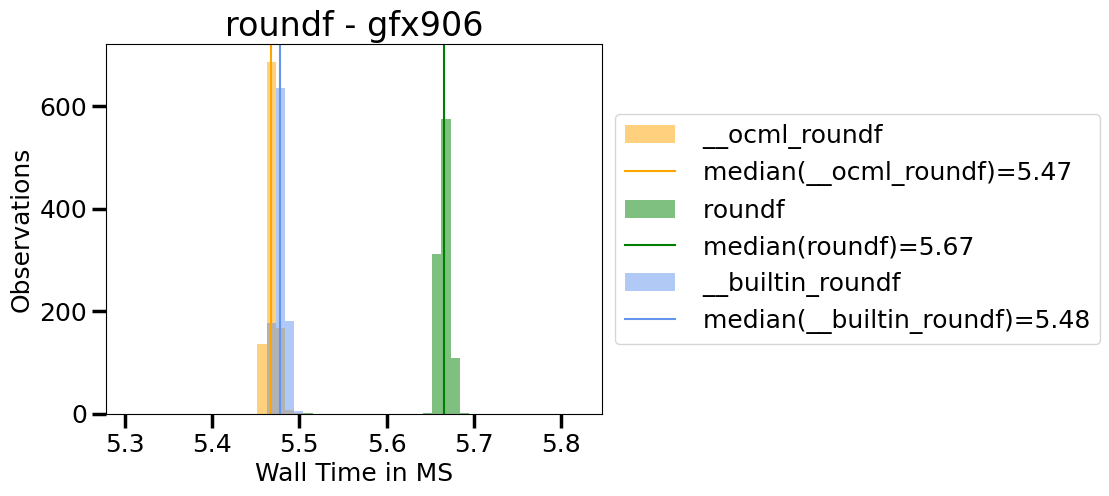 roundf - gfx906
600
400
200
0
Observations
5.3 5.4 5.5 5.6 5.7 5.8
Wall Time in MS
__ocml_roundf
median(__ocml_roundf)=5.47
roundf
median(roundf)=5.67
__builtin_roundf
median(__builtin_roundf)=5.48